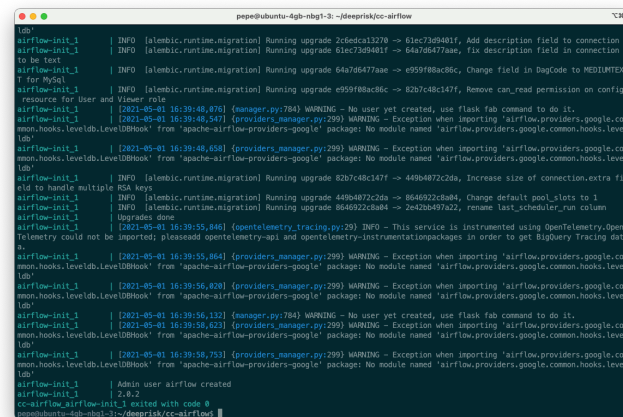 pepe@ubuntu-4gb-nbg1-3: ~/deeprisk/cc-airflow
ldb'
airflow-init_1 | INFO [alembic.runtime.migration] Running upgrade 2c6edca13270 -> 61ec73d9401f, Add description field to connection
airflow-init_1 | INFO [alembic.runtime.migration] Running upgrade 61ec73d9401f -> 64a7d6477aae, fix description field in connection
to be text
airflow-init_1 | INFO [alembic.runtime.migration] Running upgrade 64a7d6477aae -> e959f08ac86c, Change field in DagCode to MEDIUMTEX
T for MySql
airflow-init_1 | INFO [alembic.runtime.migration] Running upgrade e959f08ac86c -> 82b7c48c147f, Remove can_read permission on config
resource for User and Viewer role
airflow-init_1 | [2021-05-01 16:39:48,076] {manager.py:784} WARNING - No user yet created, use flask fab command to do it.
airflow-init_1 | [2021-05-01 16:39:48,547] {providers_manager.py:299} WARNING - Exception when importing 'airflow.providers.google.co
mmon.hooks.leveldb.LevelDBHook' from 'apache-airflow-providers-google' package: No module named 'airflow.providers.google.common.hooks.leve
ldb'
airflow-init_1 | [2021-05-01 16:39:48,658] {providers_manager.py:299} WARNING - Exception when importing 'airflow.providers.google.co
mmon.hooks.leveldb.LevelDBHook' from 'apache-airflow-providers-google' package: No module named 'airflow.providers.google.common.hooks.leve
ldb'
airflow-init_1 | INFO [alembic.runtime.migration] Running upgrade 82b7c48c147f -> 449b4072c2da, Increase size of connection.extra fi
eld to handle multiple RSA keys
airflow-init_1 | INFO [alembic.runtime.migration] Running upgrade 449b4072c2da -> 8646922c8a04, Change default pool_slots to 1
airflow-init_1 | INFO [alembic.runtime.migration] Running upgrade 8646922c8a04 -> 2e42bb497a22, rename last_scheduler_run column
airflow-init_1 | Upgrades done
airflow-init_1 | [2021-05-01 16:39:55,846] {opentelemetry_tracing.py:29} INFO - This service is instrumented using OpenTelemetry.Open
Telemetry could not be imported; pleaseadd opentelemetry-api and opentelemetry-instrumentationpackages in order to get BigQuery Tracing dat
a.
airflow-init_1 | [2021-05-01 16:39:55,864] {providers_manager.py:299} WARNING - Exception when importing 'airflow.providers.google.co
mmon.hooks.leveldb.LevelDBHook' from 'apache-airflow-providers-google' package: No module named 'airflow.providers.google.common.hooks.leve
ldb'
airflow-init_1 | [2021-05-01 16:39:56,020] {providers_manager.py:299} WARNING - Exception when importing 'airflow.providers.google.co
mmon.hooks.leveldb.LevelDBHook' from 'apache-airflow-providers-google' package: No module named 'airflow.providers.google.common.hooks.leve
ldb'
airflow-init_1 | [2021-05-01 16:39:56,132] {manager.py:784} WARNING - No user yet created, use flask fab command to do it.
airflow-init_1 | [2021-05-01 16:39:58,623] {providers_manager.py:299} WARNING - Exception when importing 'airflow.providers.google.co
mmon.hooks.leveldb.LevelDBHook' from 'apache-airflow-providers-google' package: No module named 'airflow.providers.google.common.hooks.leve
ldb'
airflow-init_1 | [2021-05-01 16:39:58,753] {providers_manager.py:299} WARNING - Exception when importing 'airflow.providers.google.co
mmon.hooks.leveldb.LevelDBHook' from 'apache-airflow-providers-google' package: No module named 'airflow.providers.google.common.hooks.leve
ldb'
airflow-init_1 | Admin user airflow created
airflow-init_1 | 2.0.2
cc-airflow_airflow-init_1 exited with code 0
pepe@ubuntu-4gb-nbg1-3:~/deeprisk/cc-airflow$